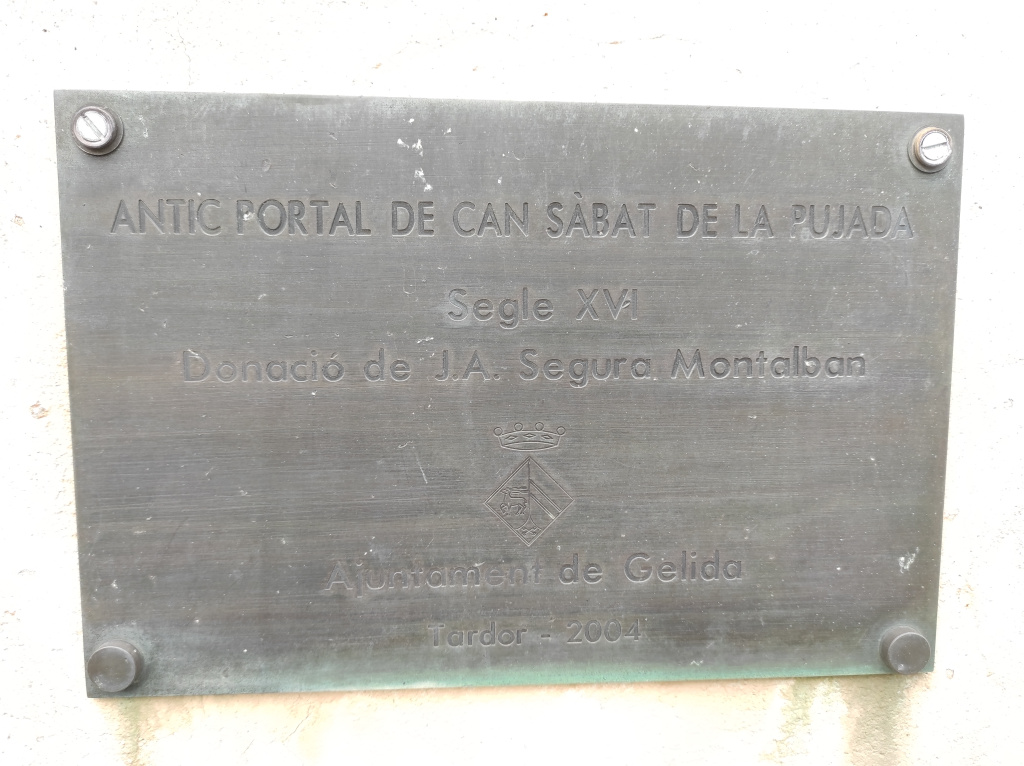 ANTIC PORTAL DE CAN SÀBAT DE LA PUJADA
Segle XVI
Donació de J.A. Segura Montalban
Ajuntament de Gelida
Tardor - 2004